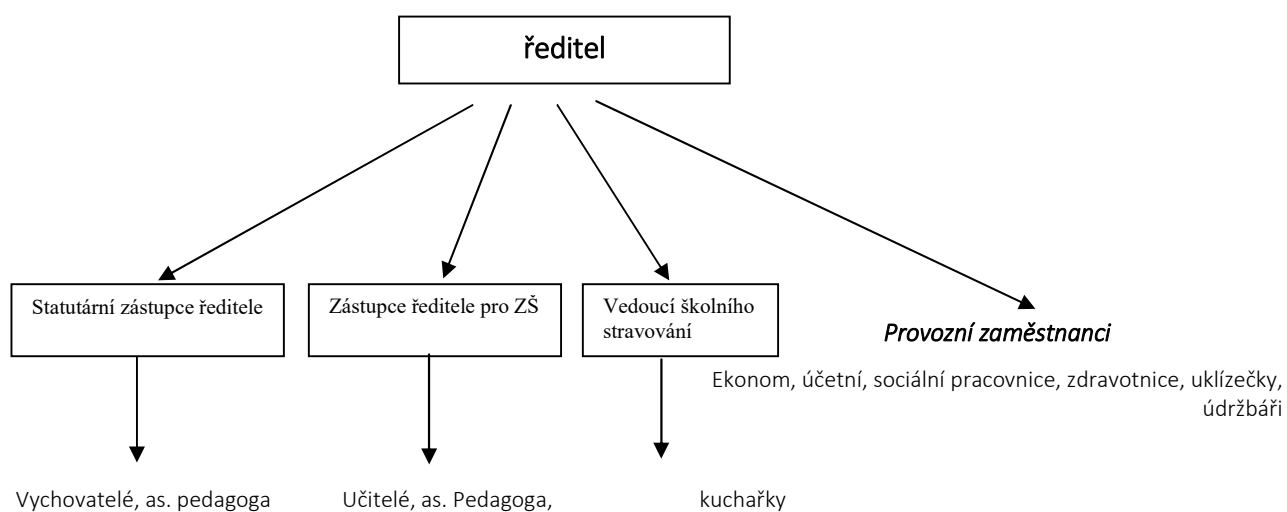 ředitel
Statutární zástupce ředitele
Zástupce ředitele pro ZŠ
Vedoucí školního
stravování
Provozní zaměstnanci
Ekonom, účetní, sociální pracovnice, zdravotnice, uklízečky,
údržbáři
Vychovatelé, as. pedagoga
Učitelé, as. Pedagoga,
kuchařky